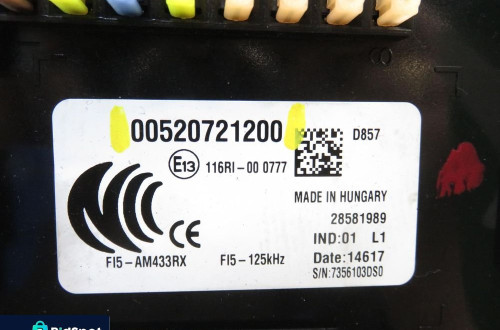 00520721200
D857
E13 116RI-00 0777
MADE IN HUNGARY
28581989
CE
IND:01 L1
FI5-AM433RX FI5-125kHz
Date:14617
S/N:7356103DS0